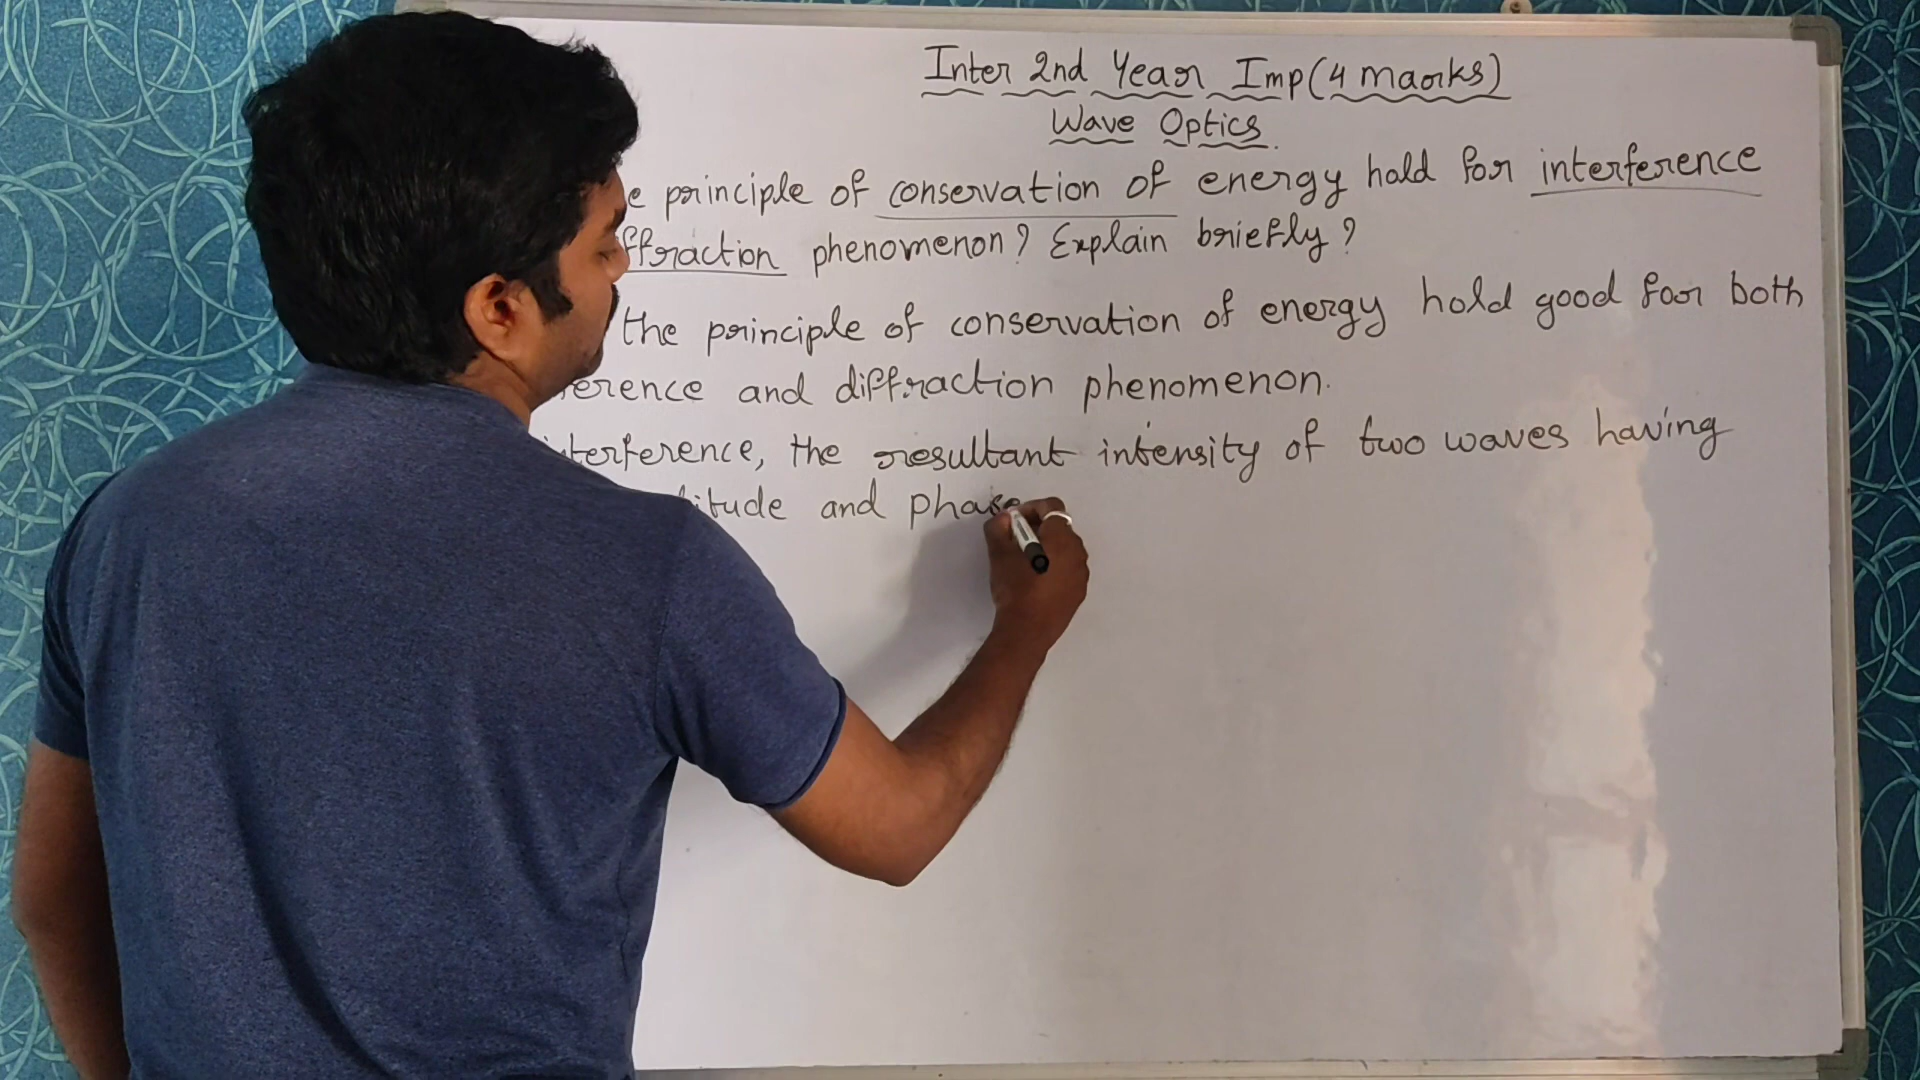 Inter 2nd Year Imp (4 marks)
Wave Optics
principle of conservation of energy hold for interference
phenomenon? Explain briefly?
the principle of conservation of energy hold good for both
and diffraction phenomenon.
the resultant intensity of two waves having
and phase